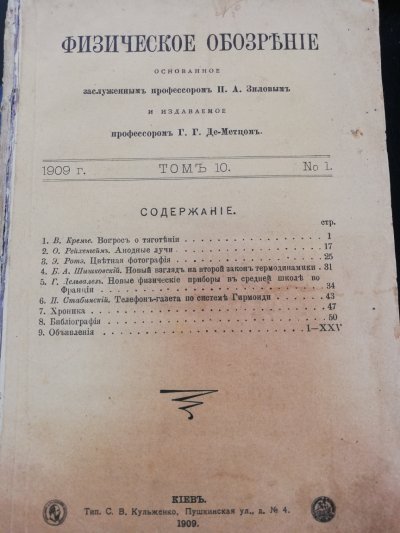 ФИЗИЧЕСКОЕ ОБОЗРѢНІЕ
ОСНОВАННОЕ
заслуженнымъ профессоромъ П. А. Зиловымъ
И ИЗДАВАЕМОЕ
профессоромъ Г. Г. Де-Метцомъ.
1909 г. ТОМЪ 10. № 1.
СОДЕРЖАНІЕ.
стр.
1. В. Кремье. Вопросъ о тяготѣніи . . . . . . . . . . 1
2. О. Рейхенгеймъ. Анодные лучи . . . . . . . . . . 17
3. Э. Ротэ. Цвѣтная фотографія . . . . . . . . . . 25
4. Б. А. Шишковскій. Новый взглядъ на второй законъ термодинамики . 31
5. Г. Дельвалезъ. Новые физическіе приборы въ средней школѣ во
Франціи . . . . . . . . . . 34
6. П. Стабинскій. Телефонъ-газета по системѣ Гирмонди . . . 43
7. Хроника . . . . . . . . . . 47
8. Библіографія . . . . . . . . . . 50
9. Объявленія . . . . . . . . . . I—XXV
КІЕВЪ.
Тип. С. В. Кульженко, Пушкинская ул., д. № 4.
1909.